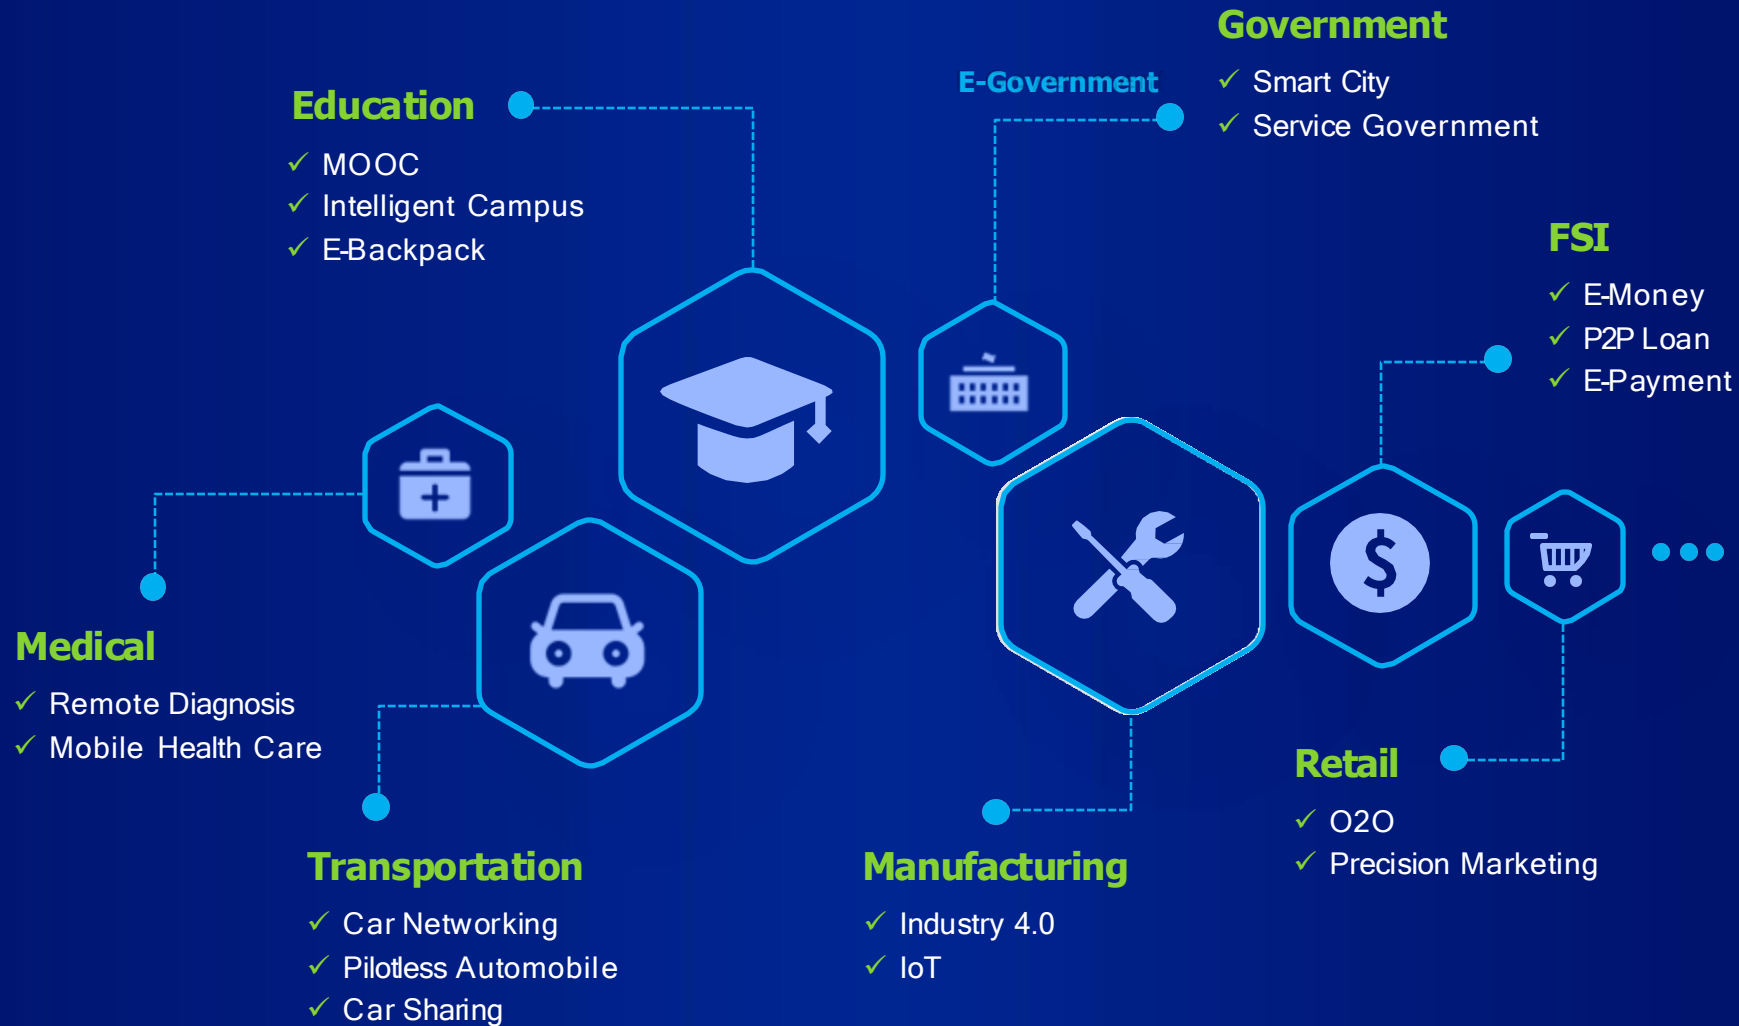 Government
E-Government
Smart City
Service Government
Education
MOOC
Intelligent Campus
E-Backpack
FSI
E-Money
P2P Loan
E-Payment
$
Medical
Remote Diagnosis
Mobile Health Care
Transportation
Car Networking
Pilotless Automobile
Car Sharing
Manufacturing
Industry 4.0
IoT
Retail
O2O
Precision Marketing